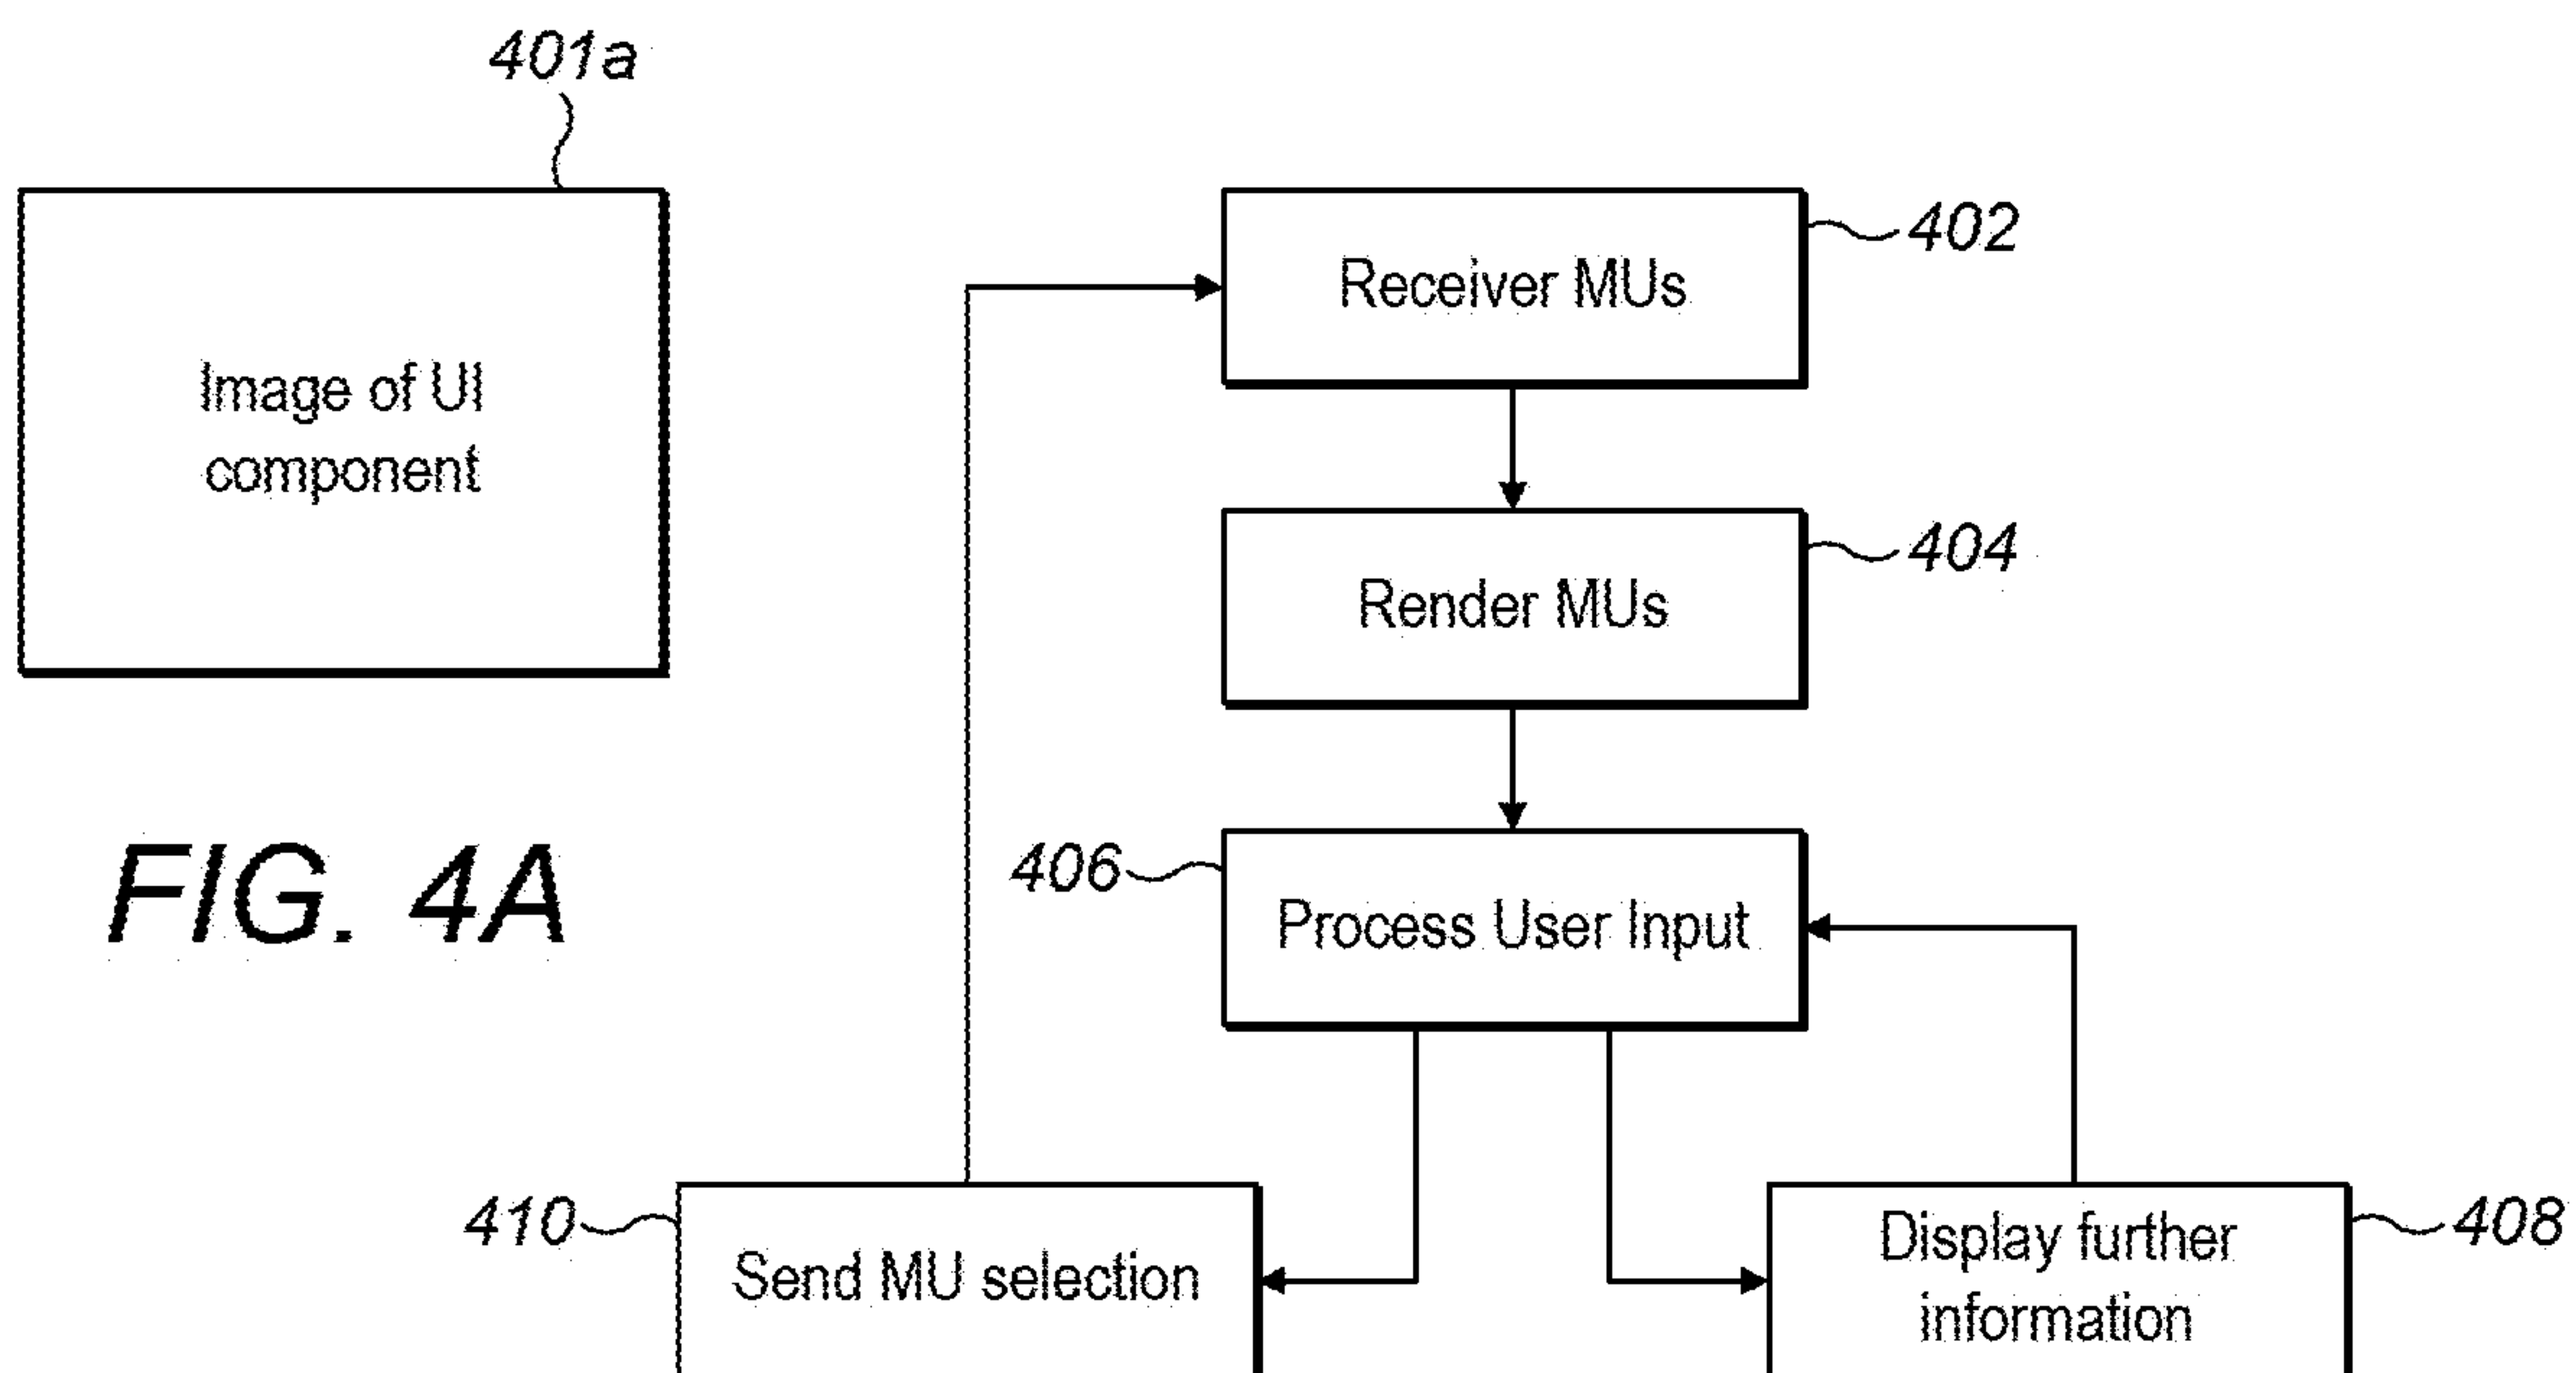 401a
Image of UI
component
FIG. 4A
Receiver MUs
402
Render MUs
404
406
Process User Input
410
Send MU selection
Display further
information
408